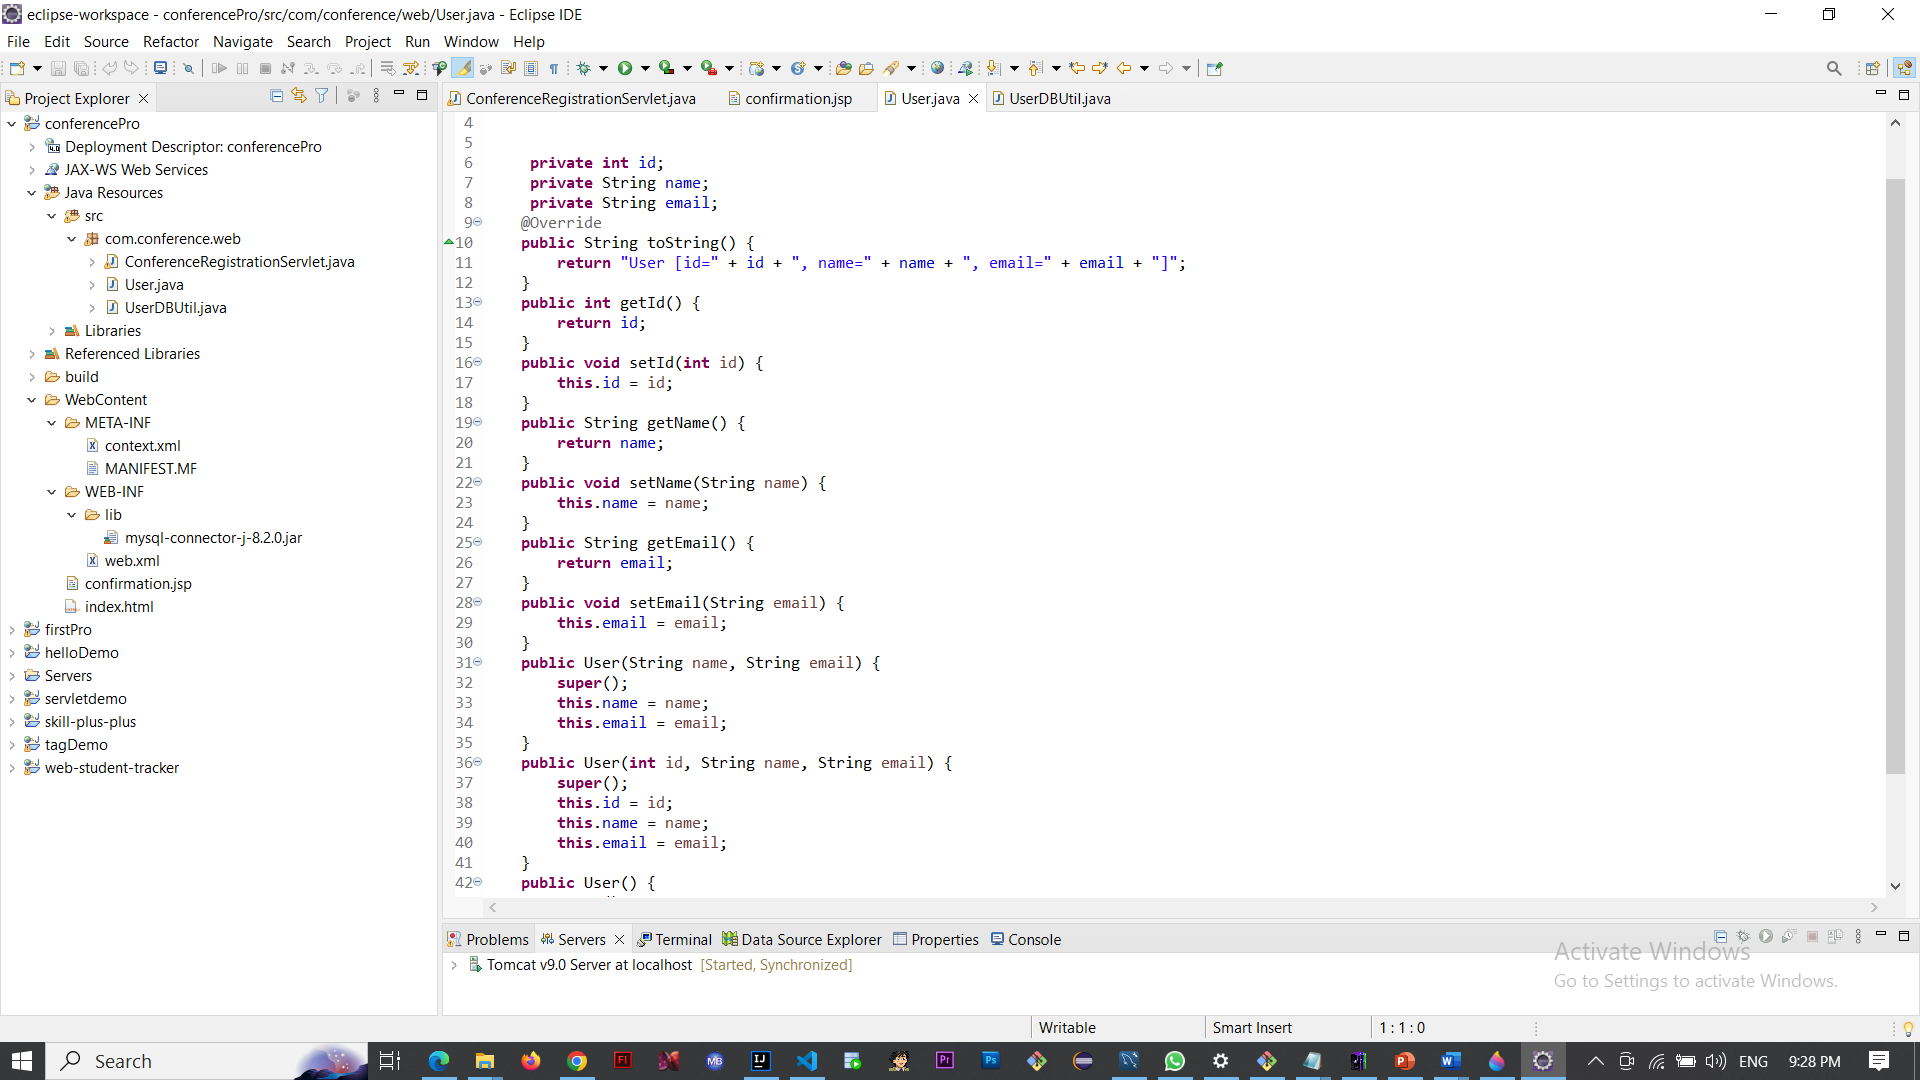 eclipse-workspace - conferencePro/src/com/conference/web/User.java - Eclipse IDE
File Edit Source Refactor Navigate Search Project Run Window Help
Project Explorer
conferencePro
Deployment Descriptor: conferencePro
JAX-WS Web Services
Java Resources
src
com.conference.web
ConferenceRegistrationServlet.java
User.java
UserDBUtil.java
Libraries
Referenced Libraries
build
WebContent
META-INF
context.xml
MANIFEST.MF
WEB-INF
lib
mysql-connector-j-8.2.0.jar
web.xml
confirmation.jsp
index.html
firstPro
helloDemo
Servers
servletdemo
skill-plus-plus
tagDemo
web-student-tracker
ConferenceRegistrationServlet.java confirmation.jsp User.java UserDBUtil.java
4
5
6 private int id;
7 private String name;
8 private String email;
9 @Override
10 public String toString() {
11 return "User [id=" + id + ", name=" + name + ", email=" + email + "]";
12 }
13 public int getId() {
14 return id;
15 }
16 public void setId(int id) {
17 this.id = id;
18 }
19 public String getName() {
20 return name;
21 }
22 public void setName(String name) {
23 this.name = name;
24 }
25 public String getEmail() {
26 return email;
27 }
28 public void setEmail(String email) {
29 this.email = email;
30 }
31 public User(String name, String email) {
32 super();
33 this.name = name;
34 this.email = email;
35 }
36 public User(int id, String name, String email) {
37 super();
38 this.id = id;
39 this.name = name;
40 this.email = email;
41 }
42 public User() {
Problems Servers Terminal Data Source Explorer Properties Console
Tomcat v9.0 Server at localhost [Started, Synchronized]
Activate Windows
Go to Settings to activate Windows.
Writable Smart Insert 1 : 1 : 0
Search ENG 9:28 PM